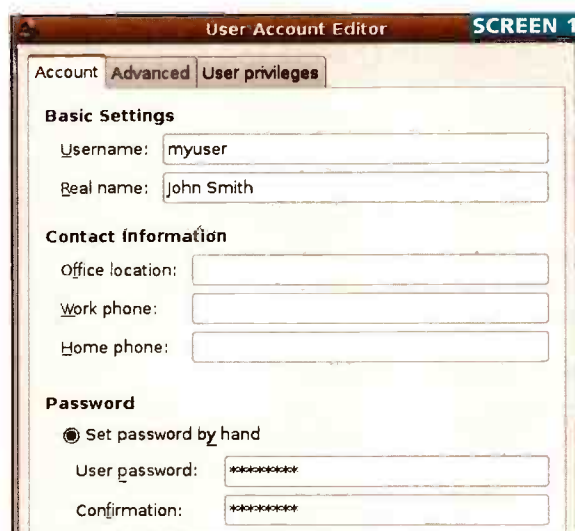 User Account Editor
SCREEN 1
Account Advanced User privileges
Basic Settings
Username: myuser
Real name: John Smith
Contact Information
Office location:
Work phone:
Home phone:
Password
Set password by hand
User password: ********
Confirmation: ********